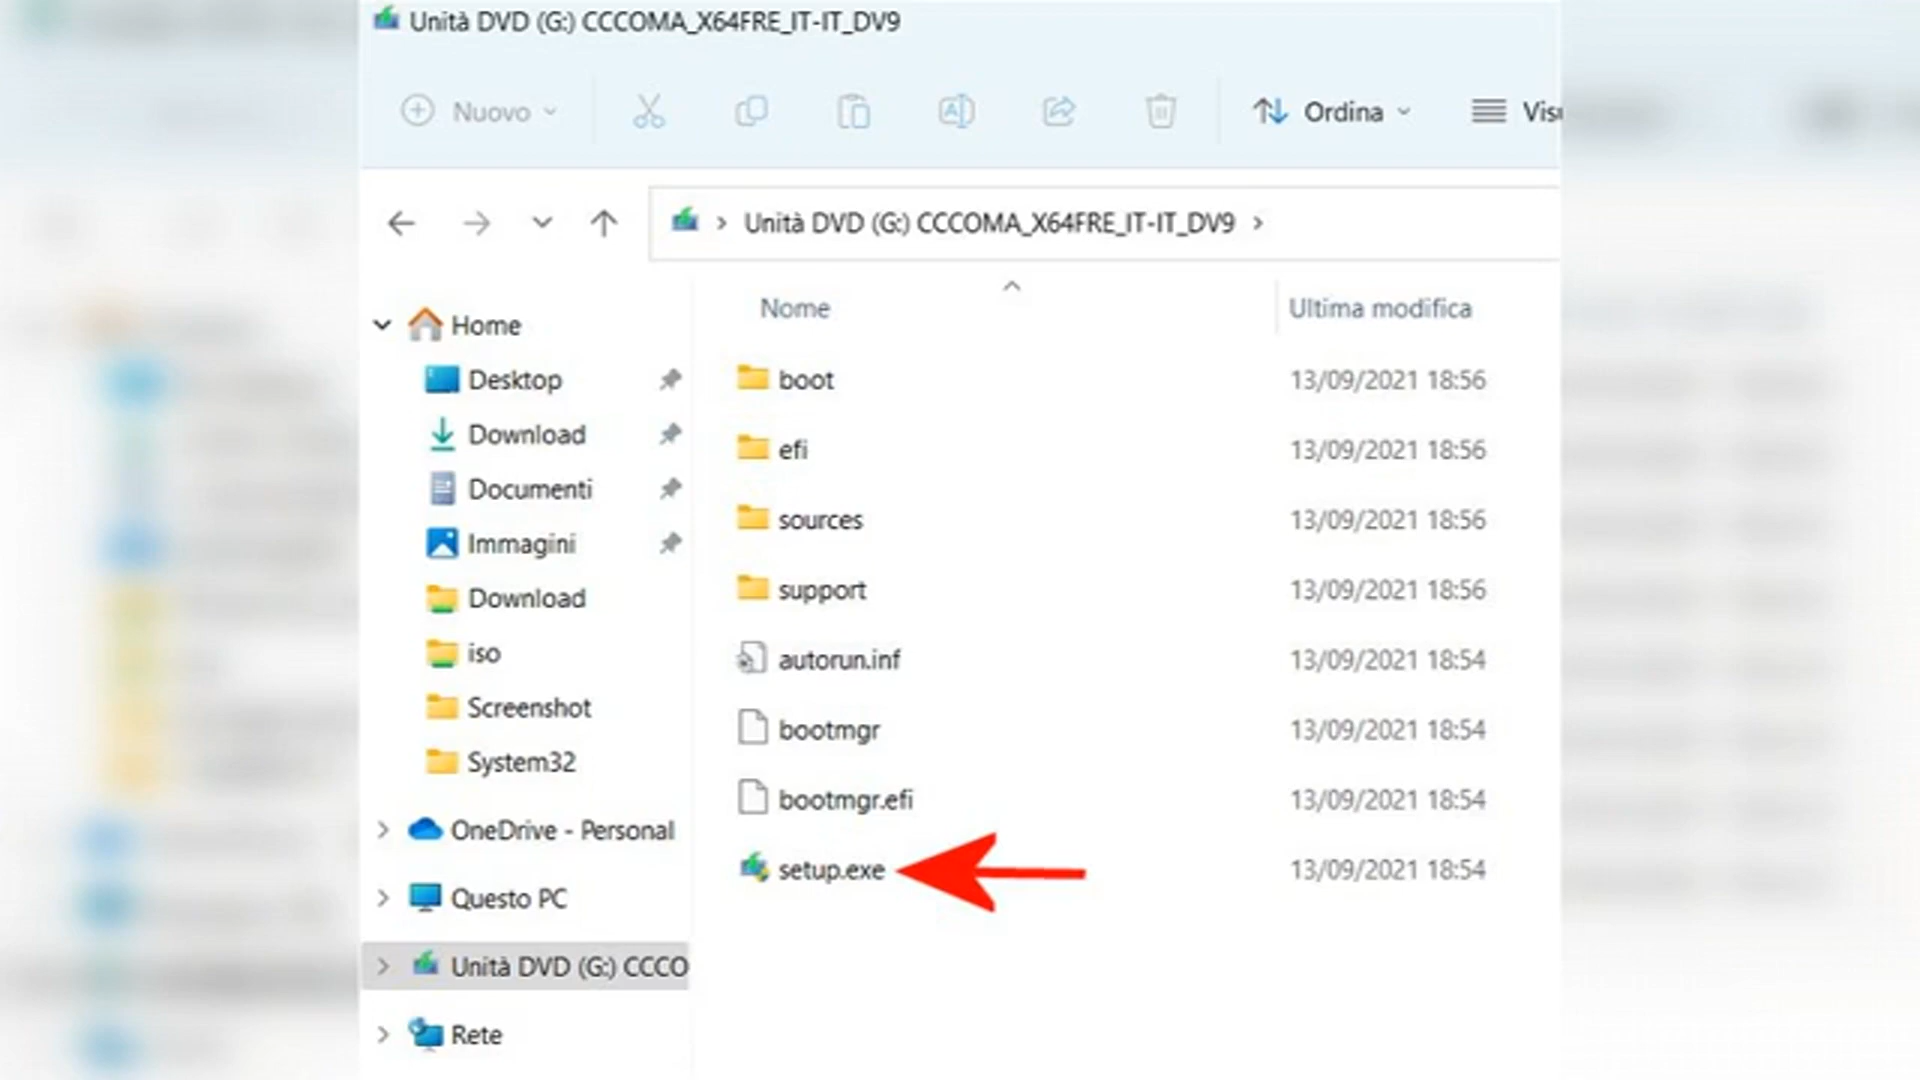 Unità DVD (G:) CCCOMA_X64FRE_IT-IT_DV9
Nuovo
Ordina
Unità DVD (G:) CCCOMA_X64FRE_IT-IT_DV9
Home
Desktop
Download
Documenti
Immagini
Download
iso
Screenshot
System32
OneDrive - Personal
Questo PC
Unità DVD (G:) CCCO
Rete
Nome Ultima modifica
boot 13/09/2021 18:56
efi 13/09/2021 18:56
sources 13/09/2021 18:56
support 13/09/2021 18:56
autorun.inf 13/09/2021 18:54
bootmgr 13/09/2021 18:54
bootmgr.efi 13/09/2021 18:54
setup.exe 13/09/2021 18:54